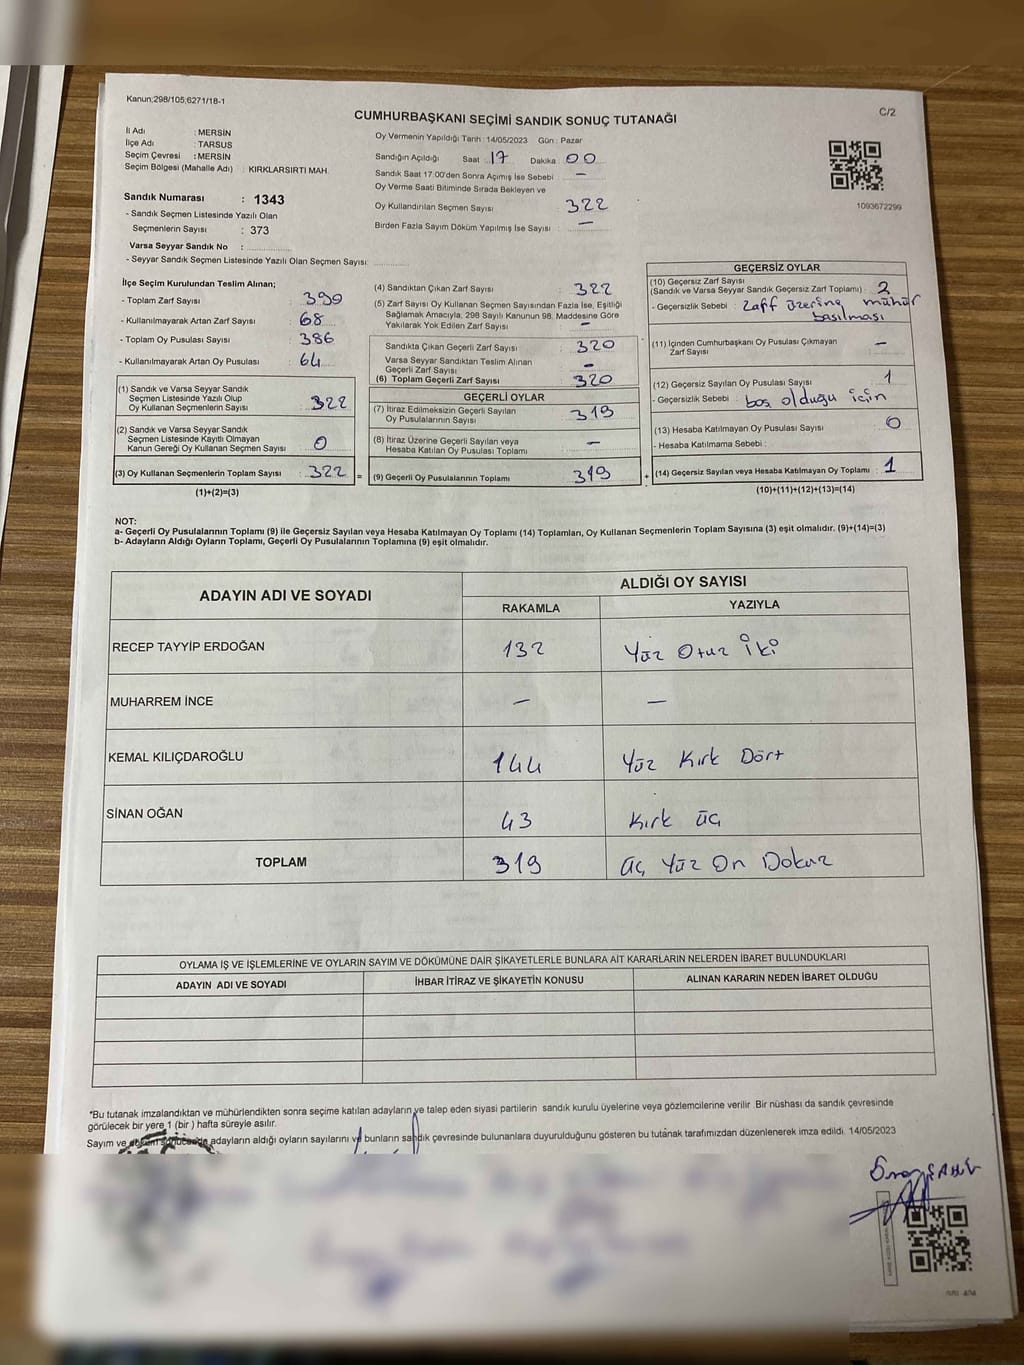 Kanun:298/105;6271/18-1
C/2
CUMHURBAŞKANI SEÇİMİ SANDIK SONUÇ TUTANAĞI
İl Adı : MERSİN
İlçe Adı : TARSUS
Seçim Çevresi : MERSİN
Seçim Bölgesi (Mahalle Adı) : KIRKLARSIRTI MAH.
Sandık Numarası : 1343
- Sandık Seçmen Listesinde Yazılı Olan
Seçmenlerin Sayısı : 373
Varsa Seyyar Sandık No :
- Seyyar Sandık Seçmen Listesinde Yazılı Olan Seçmen Sayısı:
Oy Vermenin Yapıldığı Tarih :14/05/2023 Gün : Pazar
Sandığın Açıldığı Saat 17 Dakika 00
Sandık Saat 17:00'den Sonra Açımış İse Sebebi –
Oy Verme Saati Bitiminde Sırada Bekleyen ve
Oy Kullandırılan Seçmen Sayısı 322
Birden Fazla Sayım Döküm Yapılmış İse Sayısı : –
1093672299
İlçe Seçim Kurulundan Teslim Alınan;
- Toplam Zarf Sayısı : 390
- Kullanılmayarak Artan Zarf Sayısı : 68
- Toplam Oy Pusulası Sayısı : 386
- Kullanılmayarak Artan Oy Pusulası : 64
(1) Sandık ve Varsa Seyyar Sandık
Seçmen Listesinde Yazılı Olup
Oy Kullanan Seçmenlerin Sayısı : 322
(2) Sandık ve Varsa Seyyar Sandık
Seçmen Listesinde Kayıtlı Olmayan
Kanun Gereği Oy Kullanan Seçmen Sayısı : 0
(3) Oy Kullanan Seçmenlerin Toplam Sayısı : 322
(1)+(2)=(3)
=
(4) Sandıktan Çıkan Zarf Sayısı : 322
(5) Zarf Sayısı Oy Kullanan Seçmen Sayısından Fazla İse, Eşitliği
Sağlamak Amacıyla, 298 Sayılı Kanunun 98. Maddesine Göre
Yakılarak Yok Edilen Zarf Sayısı : –
Sandıkta Çıkan Geçerli Zarf Sayısı : 320
Varsa Seyyar Sandıktan Teslim Alınan
Geçerli Zarf Sayısı : –
(6) Toplam Geçerli Zarf Sayısı : 320
GEÇERLİ OYLAR
(7) İtiraz Edilmeksizin Geçerli Sayılan
Oy Pusulalarının Sayısı : 319
(8) İtiraz Üzerine Geçerli Sayılan veya
Hesaba Katılan Oy Pusulası Toplamı : –
(9) Geçerli Oy Pusulalarının Toplamı : 319
+
GEÇERSİZ OYLAR
(10) Geçersiz Zarf Sayısı
(Sandık ve Varsa Seyyar Sandık Geçersiz Zarf Toplamı) : 2
- Geçersizlik Sebebi : Zarf üzerine mühür
basılması
(11) İçinden Cumhurbaşkanı Oy Pusulası Çıkmayan
Zarf Sayısı : –
(12) Geçersiz Sayılan Oy Pusulası Sayısı : 1
- Geçersizlik Sebebi : boş olduğu için
(13) Hesaba Katılmayan Oy Pusulası Sayısı : 0
- Hesaba Katılmama Sebebi :
(14) Geçersiz Sayılan veya Hesaba Katılmayan Oy Toplamı : 1
(10)+(11)+(12)+(13)=(14)
NOT:
a- Geçerli Oy Pusulalarının Toplamı (9) ile Geçersiz Sayılan veya Hesaba Katılmayan Oy Toplamı (14) Toplamları, Oy Kullanan Seçmenlerin Toplam Sayısına (3) eşit olmalıdır. (9)+(14)=(3)
b- Adayların Aldığı Oyların Toplamı, Geçerli Oy Pusulalarının Toplamına (9) eşit olmalıdır.
ADAYIN ADI VE SOYADI
ALDIĞI OY SAYISI
RAKAMLA YAZIYLA
RECEP TAYYİP ERDOĞAN 132 Yüz Otuz İki
MUHARREM İNCE – –
KEMAL KILIÇDAROĞLU 144 Yüz Kırk Dört
SİNAN OĞAN 43 Kırk üç
TOPLAM 319 üç Yüz On Dokuz
OYLAMA İŞ VE İŞLEMLERİNE VE OYLARIN SAYIM VE DÖKÜMÜNE DAİR ŞİKAYETLERLE BUNLARA AİT KARARLARIN NELERDEN İBARET BULUNDUKLARI
ADAYIN ADI VE SOYADI İHBAR İTİRAZ VE ŞİKAYETİN KONUSU ALINAN KARARIN NEDEN İBARET OLDUĞU
*Bu tutanak imzalandıktan ve mühürlendikten sonra seçime katılan adayların ve talep eden siyasi partilerin sandık kurulu üyelerine veya gözlemcilerine verilir .Bir nüshası da sandık çevresinde
görülecek bir yere 1 (bir ) hafta süreyle asılır.
Sayım ve döküm sonucunda adayların aldığı oyların sayılarını ve bunların sandık çevresinde bulunanlara duyurulduğunu gösteren bu tutanak tarafımızdan düzenlenerek imza edildi. 14/05/2023
ŞAHİN